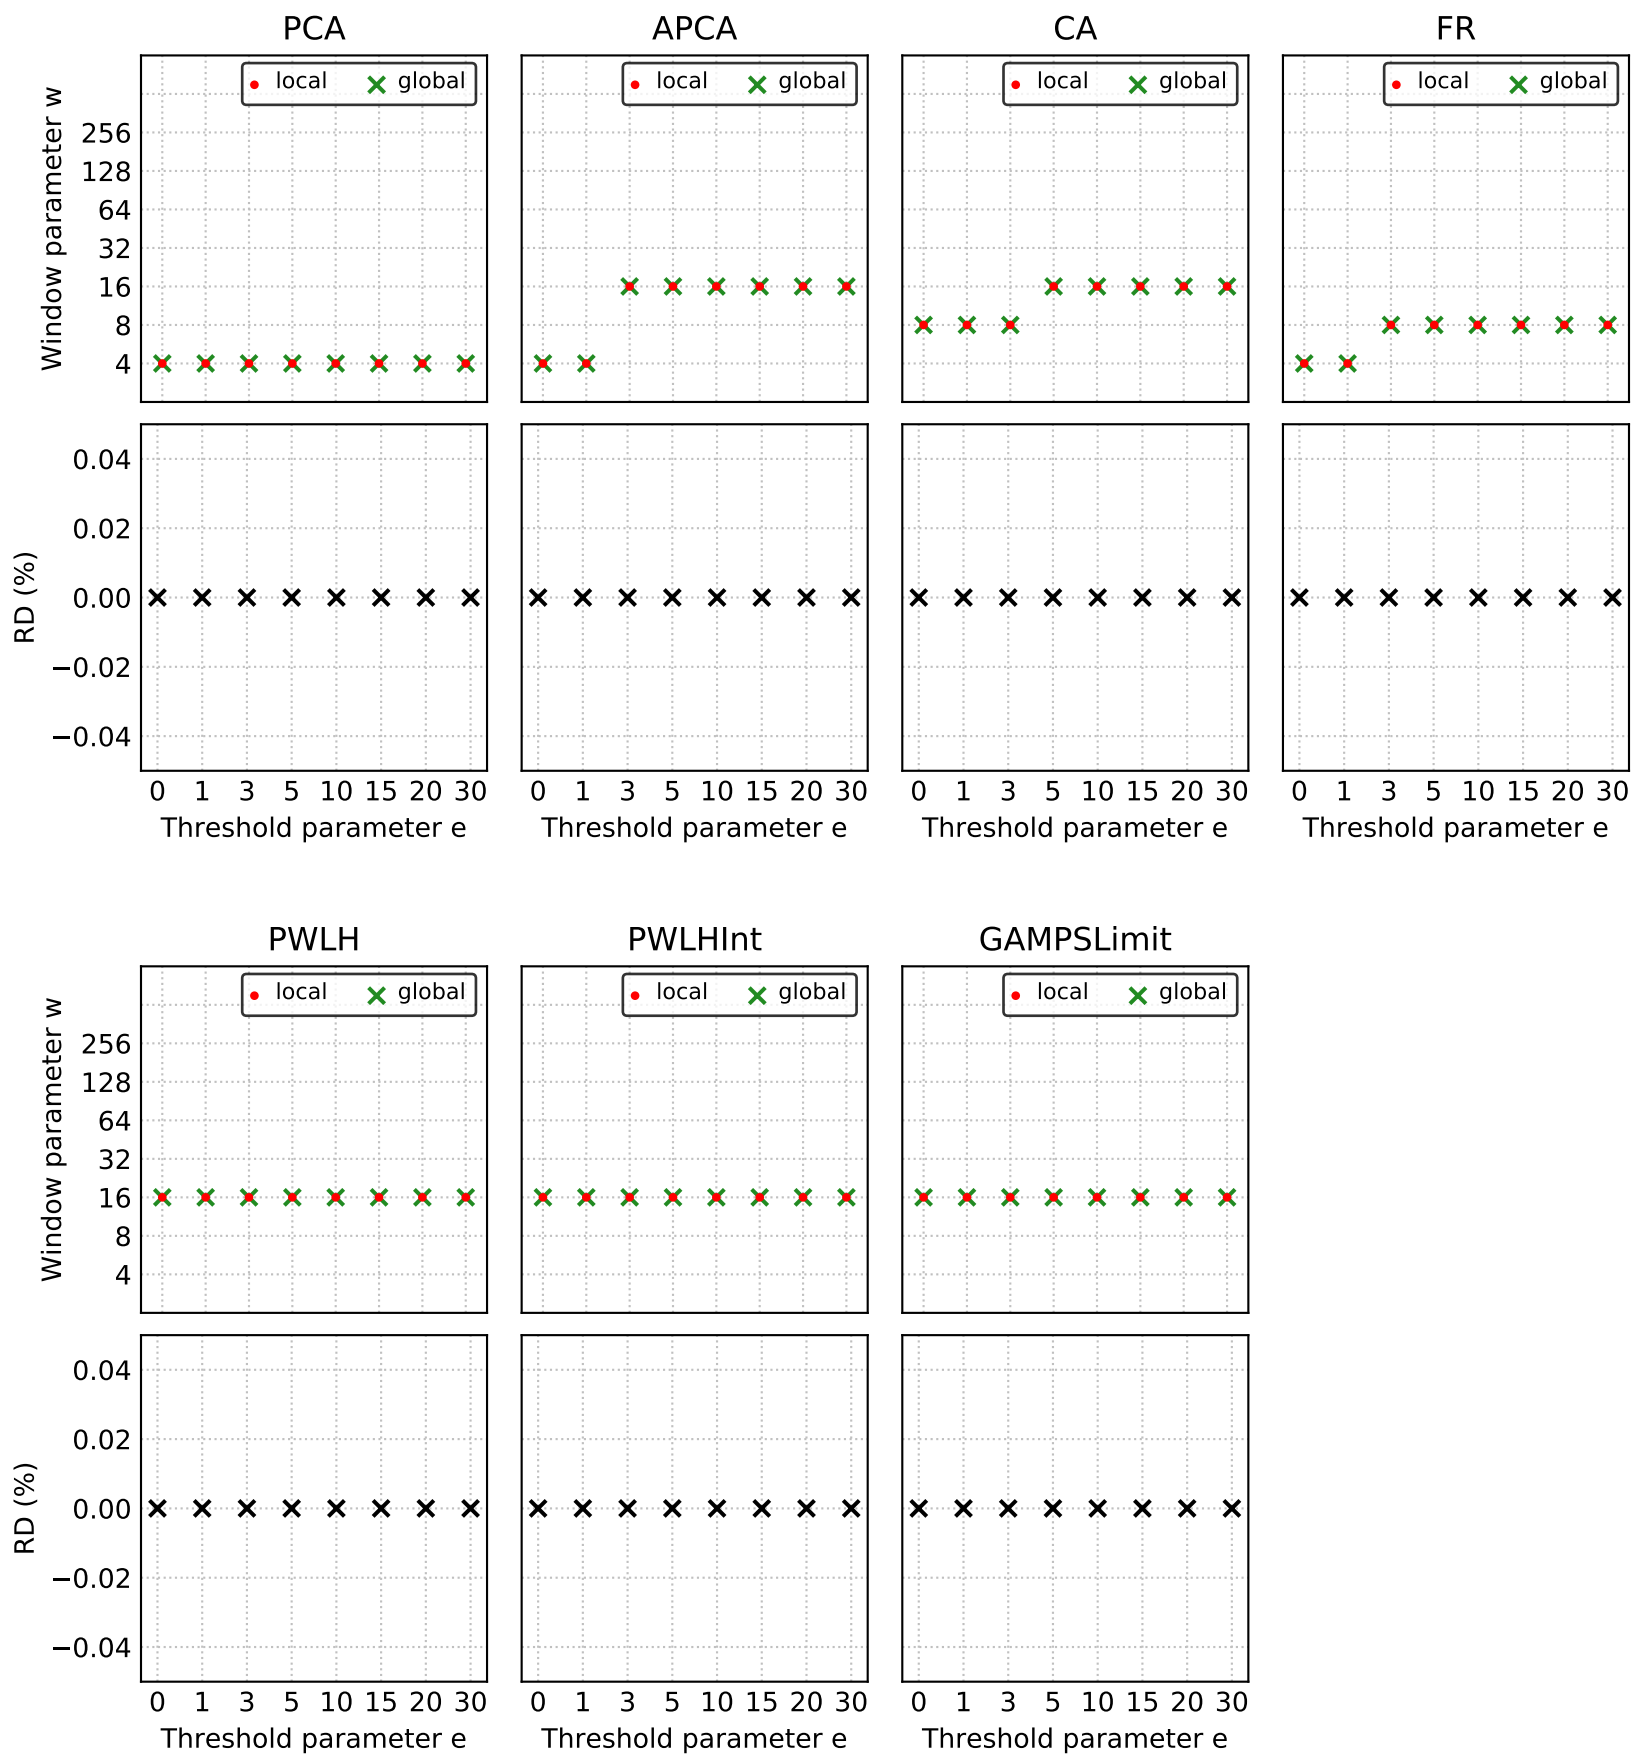 PCA APCA CA FR
local global local global local global local global
Window parameter w
256
128
64
32
16
8
4
RD (%)
0.04
0.02
0.00
−0.02
−0.04
0 1 3 5 10 15 20 30 0 1 3 5 10 15 20 30 0 1 3 5 10 15 20 30 0 1 3 5 10 15 20 30
Threshold parameter e Threshold parameter e Threshold parameter e Threshold parameter e
PWLH PWLHInt GAMPSLimit
local global local global local global
Window parameter w
256
128
64
32
16
8
4
RD (%)
0.04
0.02
0.00
−0.02
−0.04
0 1 3 5 10 15 20 30 0 1 3 5 10 15 20 30 0 1 3 5 10 15 20 30
Threshold parameter e Threshold parameter e Threshold parameter e